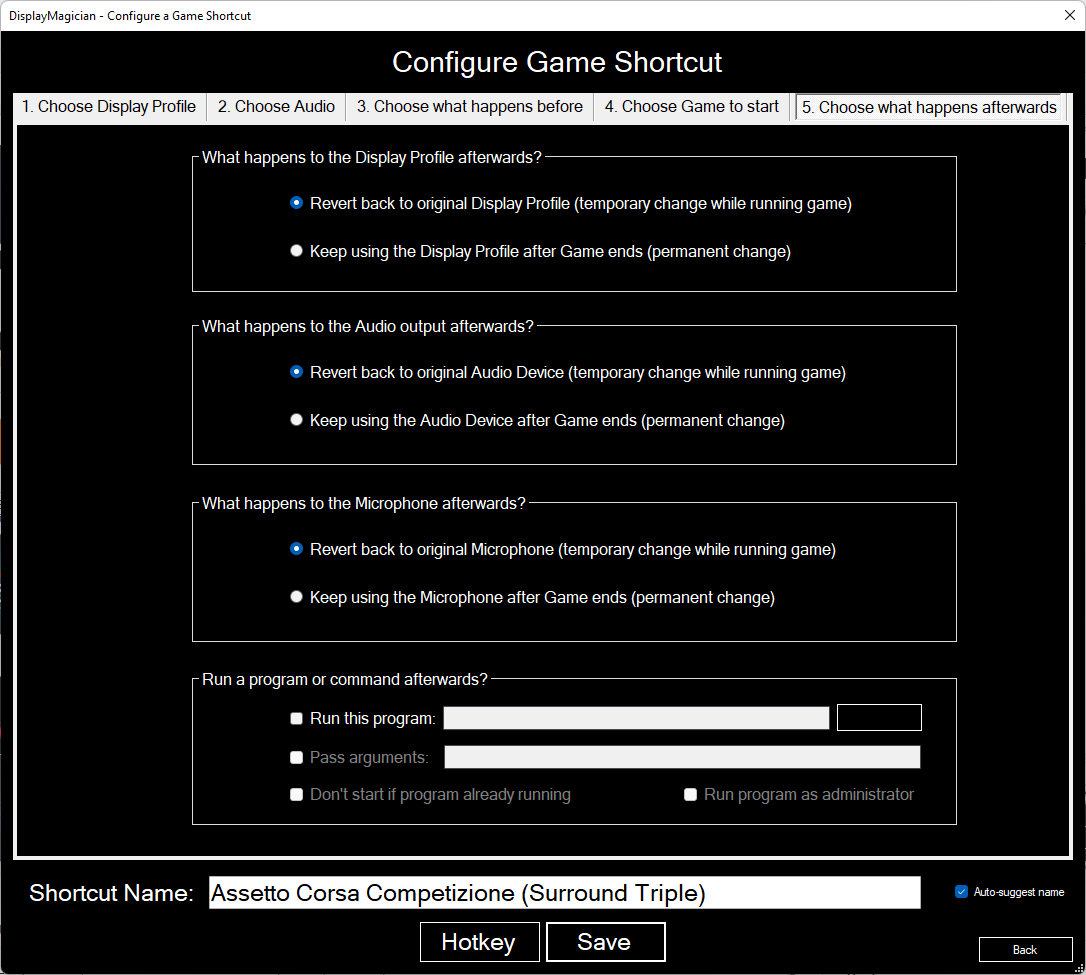 DisplayMagician - Configure a Game Shortcut
Configure Game Shortcut
1. Choose Display Profile 2. Choose Audio 3. Choose what happens before 4. Choose Game to start 5. Choose what happens afterwards
What happens to the Display Profile afterwards?
Revert back to original Display Profile (temporary change while running game)
Keep using the Display Profile after Game ends (permanent change)
What happens to the Audio output afterwards?
Revert back to original Audio Device (temporary change while running game)
Keep using the Audio Device after Game ends (permanent change)
What happens to the Microphone afterwards?
Revert back to original Microphone (temporary change while running game)
Keep using the Microphone after Game ends (permanent change)
Run a program or command afterwards?
Run this program:
Pass arguments:
Don't start if program already running Run program as administrator
Shortcut Name: Assetto Corsa Competizione (Surround Triple) Auto-suggest name
Hotkey Save
Back